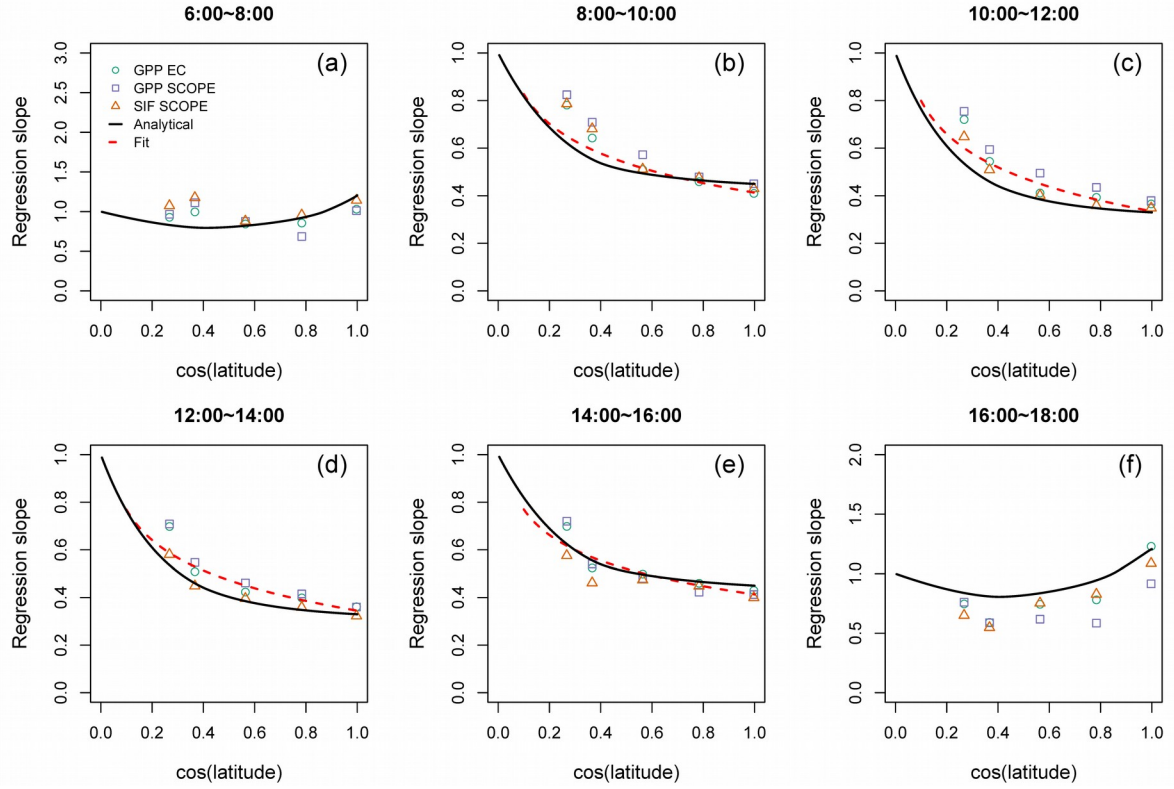 6:00~8:00
(a)
GPP EC
GPP SCOPE
SIF SCOPE
Analytical
Fit
Regression slope
0.0 0.5 1.0 1.5 2.0 2.5 3.0
0.0 0.2 0.4 0.6 0.8 1.0
cos(latitude)
8:00~10:00
(b)
Regression slope
0.0 0.2 0.4 0.6 0.8 1.0
0.0 0.2 0.4 0.6 0.8 1.0
cos(latitude)
10:00~12:00
(c)
Regression slope
0.0 0.2 0.4 0.6 0.8 1.0
0.0 0.2 0.4 0.6 0.8 1.0
cos(latitude)
12:00~14:00
(d)
Regression slope
0.0 0.2 0.4 0.6 0.8 1.0
0.0 0.2 0.4 0.6 0.8 1.0
cos(latitude)
14:00~16:00
(e)
Regression slope
0.0 0.2 0.4 0.6 0.8 1.0
0.0 0.2 0.4 0.6 0.8 1.0
cos(latitude)
16:00~18:00
(f)
Regression slope
0.0 0.5 1.0 1.5 2.0
0.0 0.2 0.4 0.6 0.8 1.0
cos(latitude)